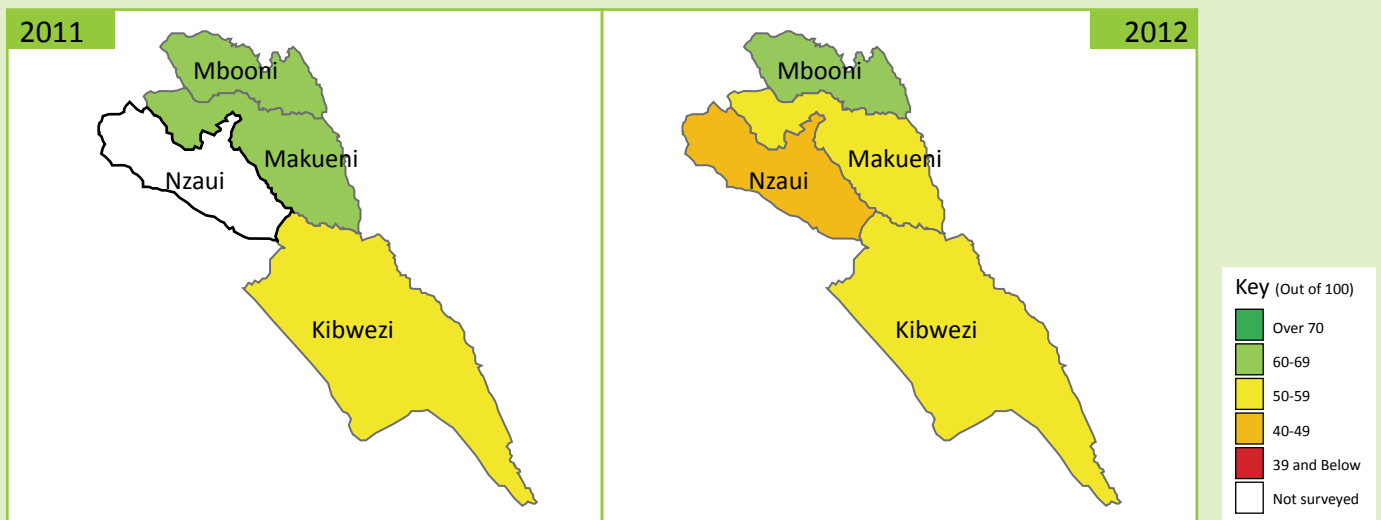 2011
Mbooni
Makueni
Nzaui
Kibwezi
2012
Mbooni
Makueni
Nzaui
Kibwezi
Key (Out of 100)
Over 70
60-69
50-59
40-49
39 and Below
Not surveyed